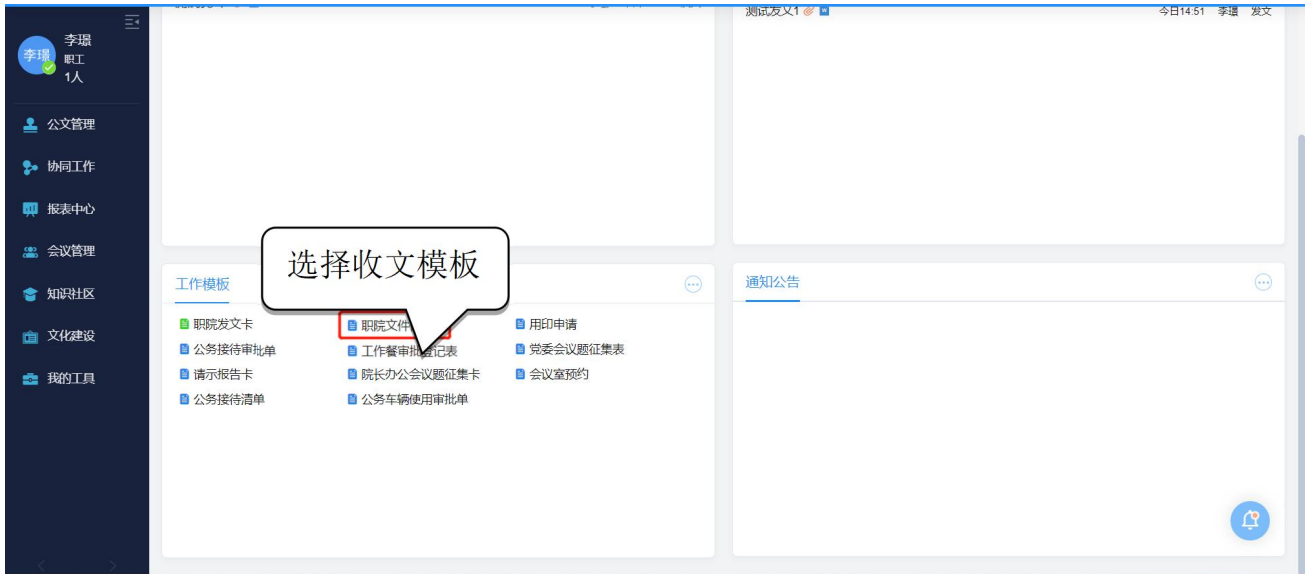 李璟
职工
1人
李璟
公文管理
协同工作
报表中心
会议管理
知识社区
文化建设
我的工具
测试发文1
今日14:51 李璟 发文
选择收文模板
工作模板
职院发文卡
职院文件
用印申请
公务接待审批单
工作餐审批登记表
党委会议题征集表
请示报告卡
院长办公会议题征集卡
会议室预约
公务接待清单
公务车辆使用审批单
通知公告